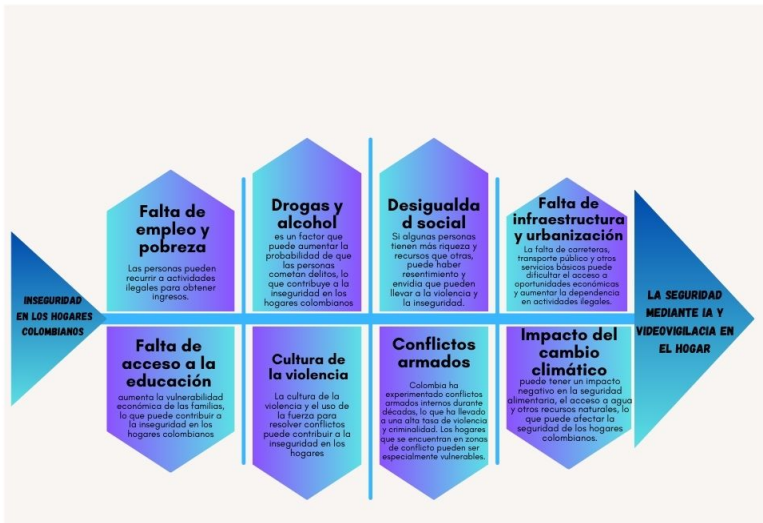 INSEGURIDAD
EN LOS HOGARES
COLOMBIANOS
Falta de
empleo y
pobreza
Las personas pueden
recurrir a actividades
ilegales para obtener
ingresos.
Drogas y
alcohol
es un factor que
puede aumentar la
probabilidad de que
las personas
cometan delitos, lo
que contribuye a la
inseguridad en los
hogares colombianos
Desigualda
d social
Si algunas personas
tienen más riqueza y
recursos que otras,
puede haber
resentimiento y
envidia que pueden
llevar a la violencia y
la inseguridad.
Falta de
infraestructura
y urbanización
La falta de carreteras,
transporte público y otros
servicios básicos puede
dificultar el acceso a
oportunidades económicas
y aumentar la dependencia
en actividades ilegales.
Falta de
acceso a la
educación
aumenta la vulnerabilidad
económica de las familias,
lo que puede contribuir a
la inseguridad en los
hogares colombianos
Cultura de
la violencia
La cultura de la
violencia y el uso de
la fuerza para
resolver conflictos
puede contribuir a la
inseguridad en los
hogares
Conflictos
armados
Colombia ha
experimentado conflictos
armados internos durante
décadas, lo que ha llevado
a una alta tasa de violencia
y criminalidad. Los hogares
que se encuentran en zonas
de conflicto pueden ser
especialmente vulnerables.
Impacto del
cambio
climático
puede tener un impacto
negativo en la seguridad
alimentaria, el acceso a agua
y otros recursos naturales, lo
que puede afectar la
seguridad de los hogares
colombianos.
LA SEGURIDAD
MEDIANTE IA Y
VIDEOVIGILACIA EN
EL HOGAR